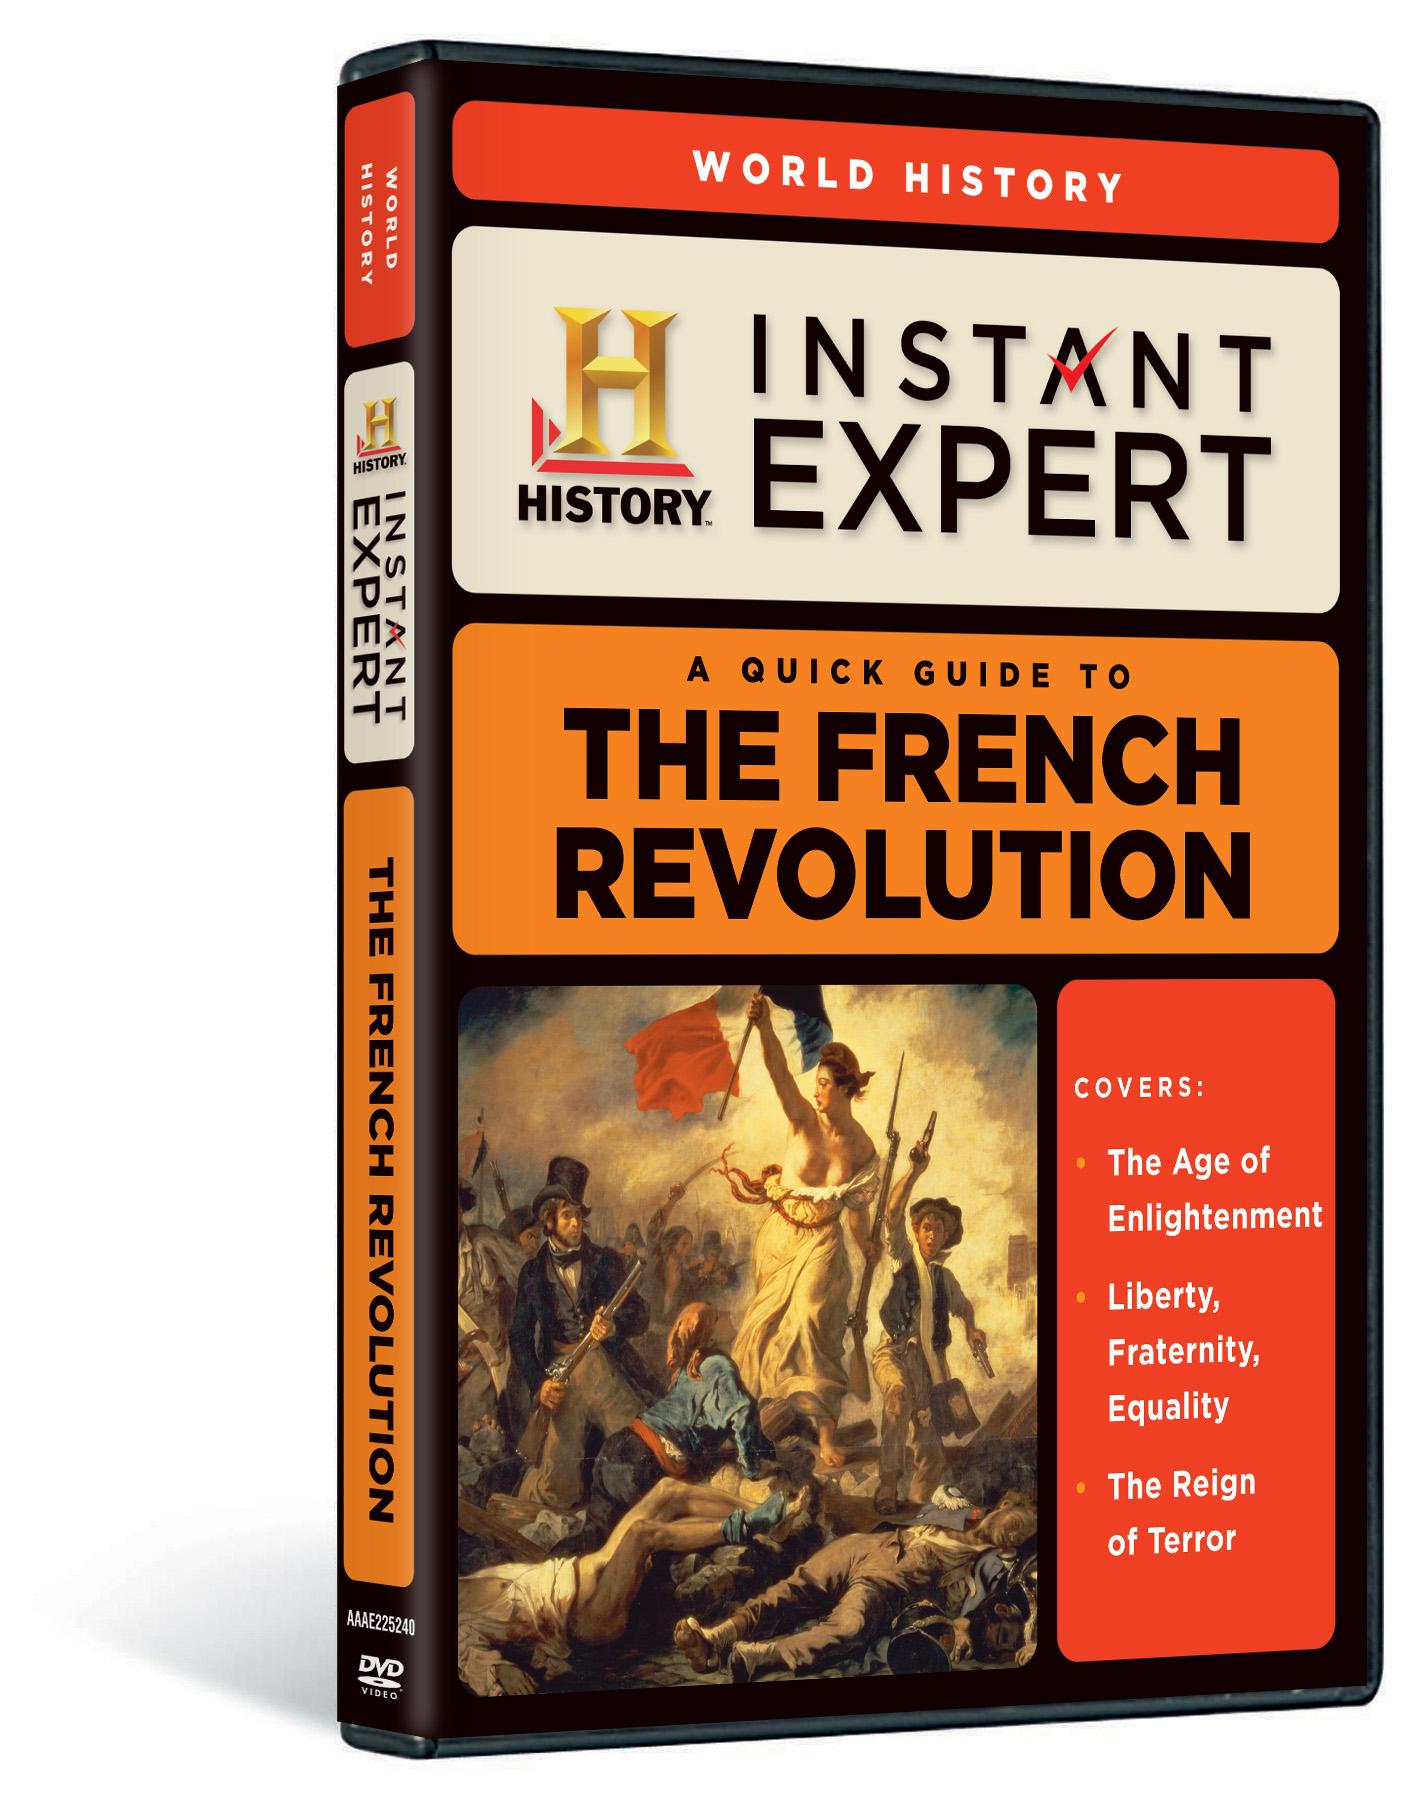 WORLD HISTORY
HISTORY™
INSTANT
EXPERT
A QUICK GUIDE TO
THE FRENCH
REVOLUTION
COVERS:
• The Age of
Enlightenment
• Liberty,
Fraternity,
Equality
• The Reign
of Terror
WORLD
HISTORY
HISTORY
INSTANT
EXPERT
THE FRENCH REVOLUTION
AAAE225240
DVD
VIDEO